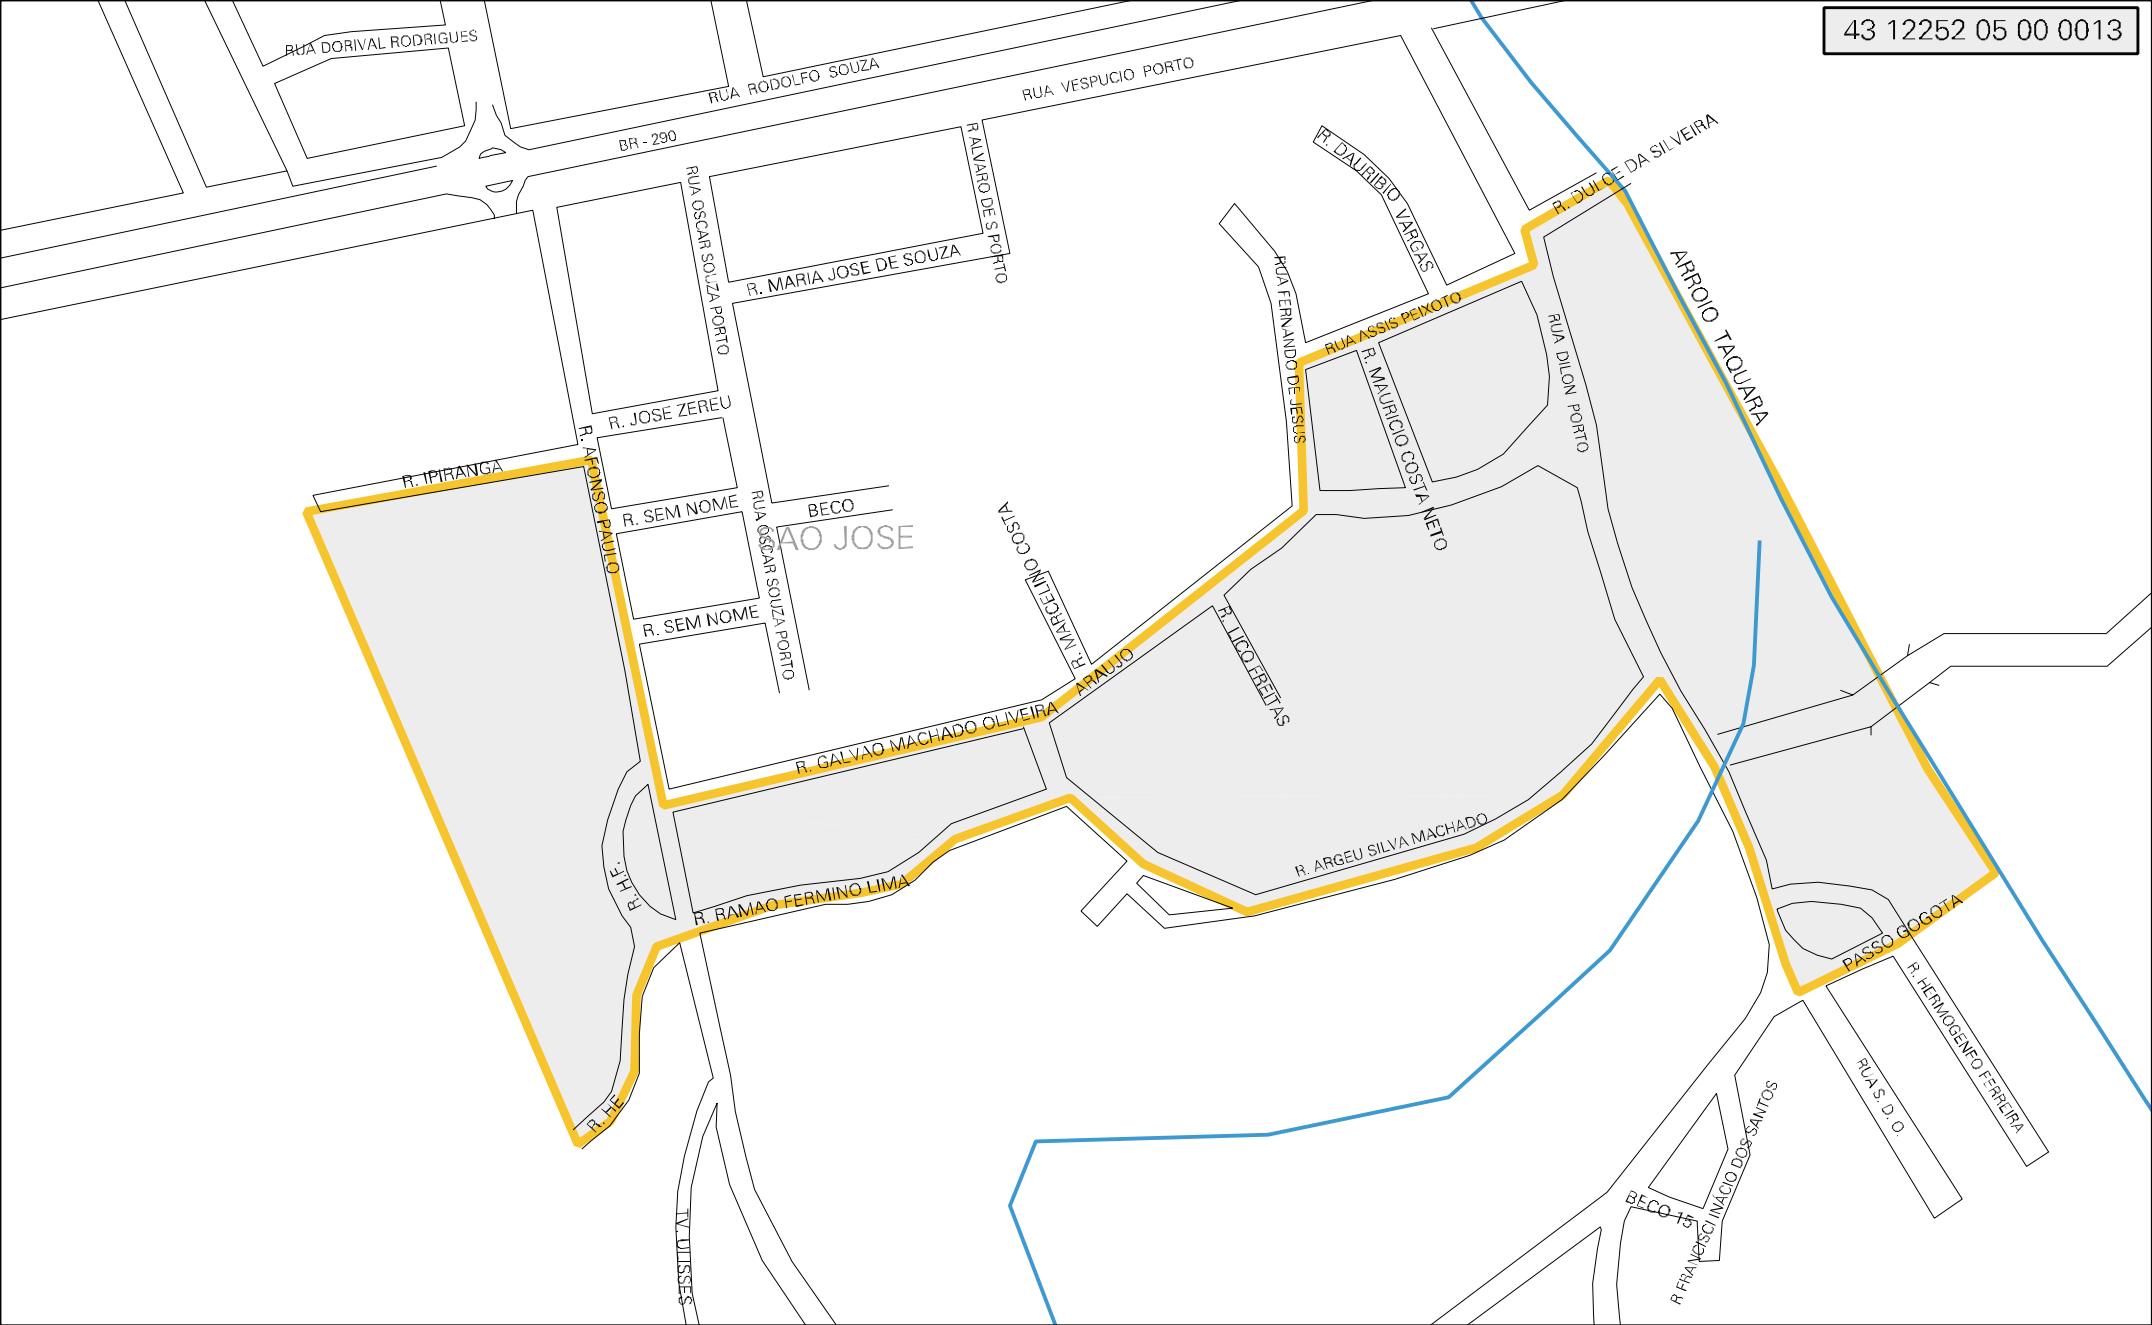 43 12252 05 00 0013
RUA DORIVAL RODRIGUES
RUA RODOLFO SOUZA
RUA VESPUCIO PORTO
BR - 290
R. DULCE DA SILVEIRA
R. DAURIBIO VARGAS
R ALVARO DE S PORTO
RUA OSCAR SOUZA PORTO
R. MARIA JOSE DE SOUZA
RUA FERNANDO DE JESUS
ARROIO TAQUARA
RUA ASSIS PEIXOTO
RUA DILON PORTO
R. MAURICIO COSTA NETO
R. JOSE ZEREU
R. AFONSO PAULO
R. IPIRANGA
R. SEM NOME
BECO
RUA OSCAR SOUZA PORTO
SAO JOSE
R. MARCELINO COSTA
R. SEM NOME
R. LICO FREITAS
R. GALVAO MACHADO OLIVEIRA
ARAUJO
R. ARGEU SILVA MACHADO
R. H.F.
R. RAMAO FERMINO LIMA
PASSO GOGOTA
R. HERMOGENFO FERREIRA
RUA S. D. O.
R. HE
R FRANCISCI INÁCIO DOS SANTOS
BECO 15
TV. ULISSES